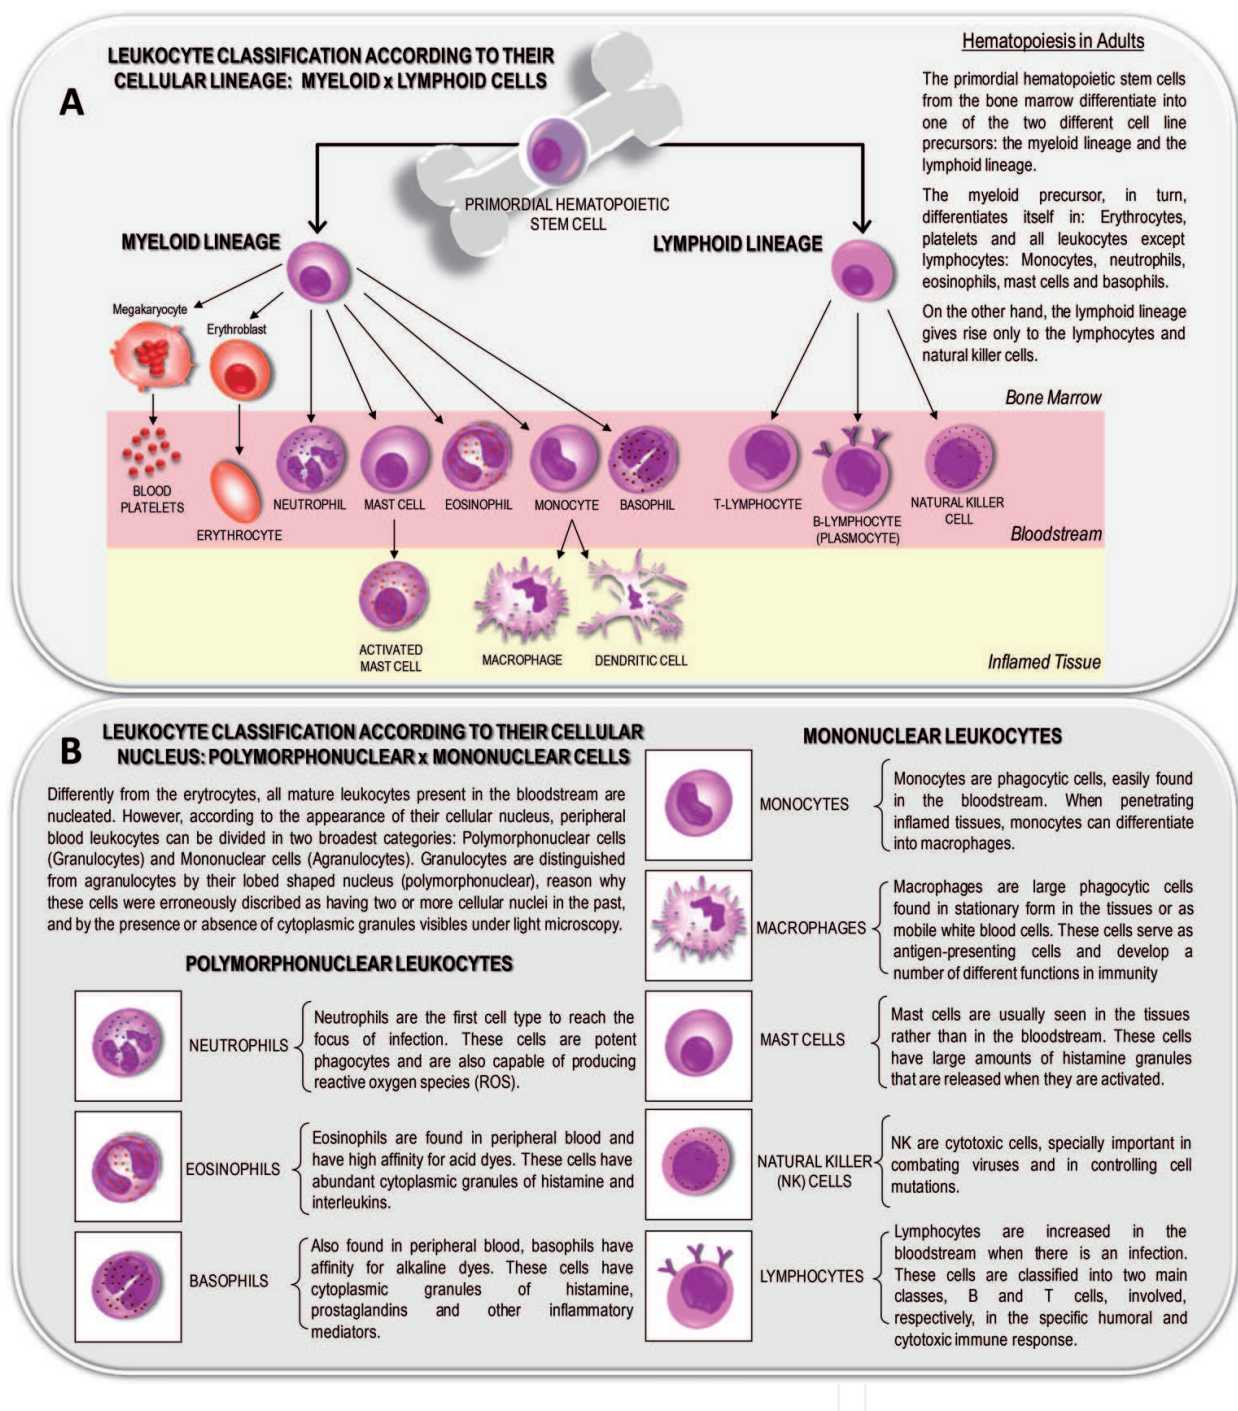 LEUKOCYTE CLASSIFICATION ACCORDING TO THEIR
CELLULAR LINEAGE: MYELOID x LYMPHOID CELLS
A
Hematopoiesis in Adults
The primordial hematopoietic stem cells
from the bone marrow differentiate into
one of the two different cell line
precursors: the myeloid lineage and the
lymphoid lineage.
The myeloid precursor, in turn,
differentiates itself in: Erythrocytes,
platelets and all leukocytes except
lymphocytes: Monocytes, neutrophils,
eosinophils, mast cells and basophils.
On the other hand, the lymphoid lineage
gives rise only to the lymphocytes and
natural killer cells.
PRIMORDIAL HEMATOPOIETIC
STEM CELL
MYELOID LINEAGE
LYMPHOID LINEAGE
Megakaryocyte
Erythroblast
Bone Marrow
BLOOD
PLATELETS
ERYTHROCYTE
NEUTROPHIL
MAST CELL
EOSINOPHIL
MONOCYTE
BASOPHIL
T-LYMPHOCYTE
B-LYMPHOCYTE
(PLASMOCYTE)
NATURAL KILLER
CELL
Bloodstream
ACTIVATED
MAST CELL
MACROPHAGE
DENDRITIC CELL
Inflamed Tissue
B
LEUKOCYTE CLASSIFICATION ACCORDING TO THEIR CELLULAR
NUCLEUS: POLYMORPHONUCLEAR x MONONUCLEAR CELLS
Differently from the erytrocytes, all mature leukocytes present in the bloodstream are
nucleated. However, according to the appearance of their cellular nucleus, peripheral
blood leukocytes can be divided in two broadest categories: Polymorphonuclear cells
(Granulocytes) and Mononuclear cells (Agranulocytes). Granulocytes are distinguished
from agranulocytes by their lobed shaped nucleus (polymorphonuclear), reason why
these cells were erroneously discribed as having two or more cellular nuclei in the past,
and by the presence or absence of cytoplasmic granules visibles under light microscopy.
POLYMORPHONUCLEAR LEUKOCYTES
NEUTROPHILS
Neutrophils are the first cell type to reach the
focus of infection. These cells are potent
phagocytes and are also capable of producing
reactive oxygen species (ROS).
EOSINOPHILS
Eosinophils are found in peripheral blood and
have high affinity for acid dyes. These cells have
abundant cytoplasmic granules of histamine and
interleukins.
BASOPHILS
Also found in peripheral blood, basophils have
affinity for alkaline dyes. These cells have
cytoplasmic granules of histamine,
prostaglandins and other inflammatory
mediators.
MONONUCLEAR LEUKOCYTES
MONOCYTES
Monocytes are phagocytic cells, easily found
in the bloodstream. When penetrating
inflamed tissues, monocytes can differentiate
into macrophages.
MACROPHAGES
Macrophages are large phagocytic cells
found in stationary form in the tissues or as
mobile white blood cells. These cells serve as
antigen-presenting cells and develop a
number of different functions in immunity
MAST CELLS
Mast cells are usually seen in the tissues
rather than in the bloodstream. These cells
have large amounts of histamine granules
that are released when they are activated.
NATURAL KILLER
(NK) CELLS
NK are cytotoxic cells, specially important in
combating viruses and in controlling cell
mutations.
LYMPHOCYTES
Lymphocytes are increased in the
bloodstream when there is an infection.
These cells are classified into two main
classes, B and T cells, involved,
respectively, in the specific humoral and
cytotoxic immune response.